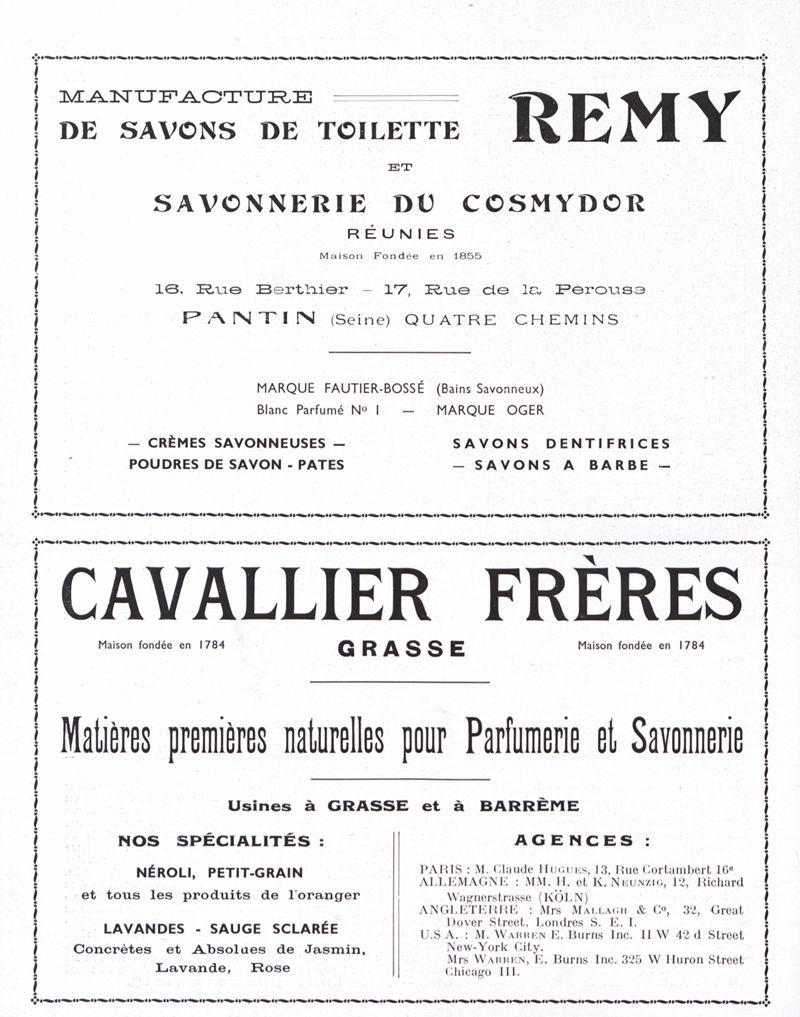 MANUFACTURE
DE SAVONS DE TOILETTE
REMY
ET
SAVONNERIE DU COSMYDOR
RÉUNIES
Maison Fondée en 1855
16, Rue Berthier – 17, Rue de la Pérouse
PANTIN (Seine) QUATRE CHEMINS
MARQUE FAUTIER-BOSSÉ (Bains Savonneux)
Blanc Parfumé Nº 1 — MARQUE OGER
— CRÈMES SAVONNEUSES —
POUDRES DE SAVON - PATES
SAVONS DENTIFRICES
— SAVONS A BARBE —
CAVALLIER FRÈRES
Maison fondée en 1784
GRASSE
Maison fondée en 1784
Matières premières naturelles pour Parfumerie et Savonnerie
Usines à GRASSE et à BARRÈME
NOS SPÉCIALITÉS :
NÉROLI, PETIT-GRAIN
et tous les produits de l'oranger
LAVANDES - SAUGE SCLARÉE
Concrètes et Absolues de Jasmin,
Lavande, Rose
AGENCES :
PARIS : M. Claude HUGUES, 13, Rue Cortambert 16e
ALLEMAGNE : MM. H. et K. NEUNZIG, 12, Richard
Wagnerstrasse (KÖLN)
ANGLETERRE : Mrs MALLAGH & Co, 32, Great
Dover Street, Londres S. E. I.
U.S.A. : M. WARREN E. Burns Inc. II W 42 d Street
New-York City.
Mrs WARREN, E. Burns Inc. 325 W Huron Street
Chicago III.